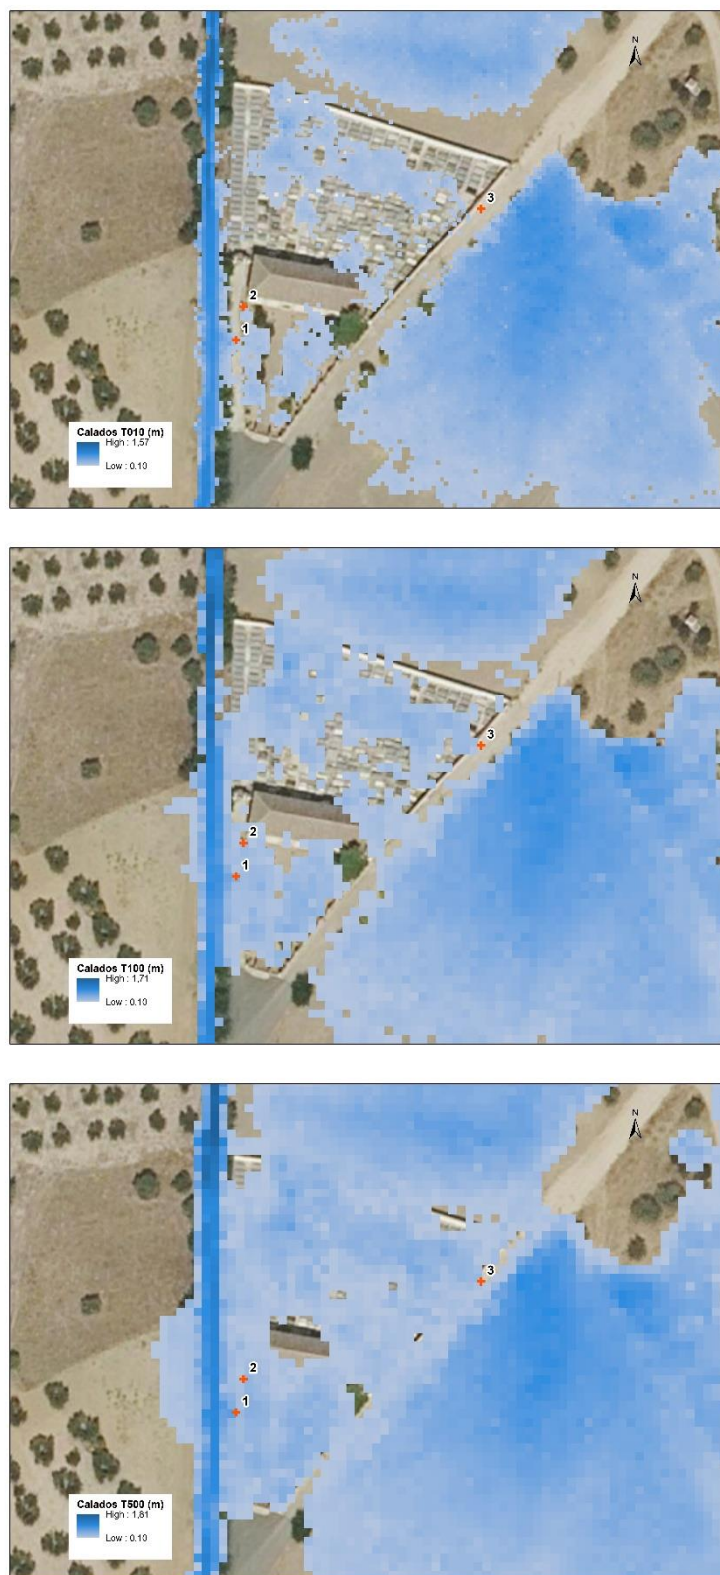 N
3
2
1
Calados T010 (m)
High : 1,57
Low : 0,10
N
3
2
1
Calados T100 (m)
High : 1,71
Low : 0,10
N
3
2
1
Calados T500 (m)
High : 1,81
Low : 0,10